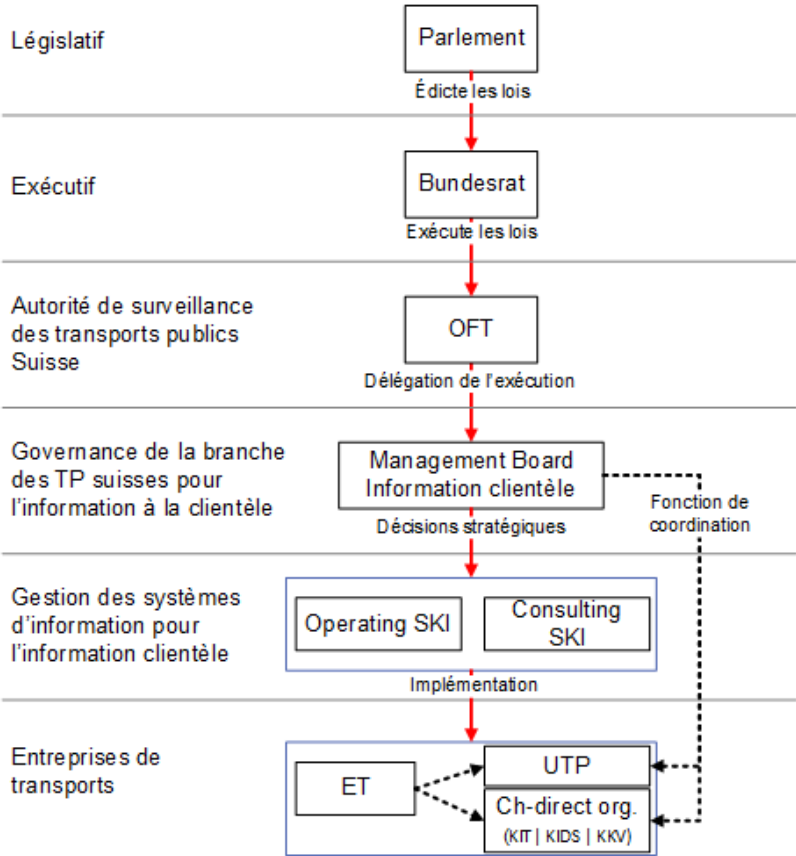 Législatif
Parlement
Édicte les lois
Exécutif
Bundesrat
Exécute les lois
Autorité de surveillance
des transports publics
Suisse
OFT
Délégation de l'exécution
Governance de la branche
des TP suisses pour
l'information à la clientèle
Management Board
Information clientèle
Fonction de
coordination
Décisions stratégiques
Gestion des systèmes
d'information pour
l'information clientèle
Operating SKI
Consulting
SKI
Implémentation
Entreprises de
transports
ET
UTP
Ch-direct org.
(KIT | KIDS | KKV)